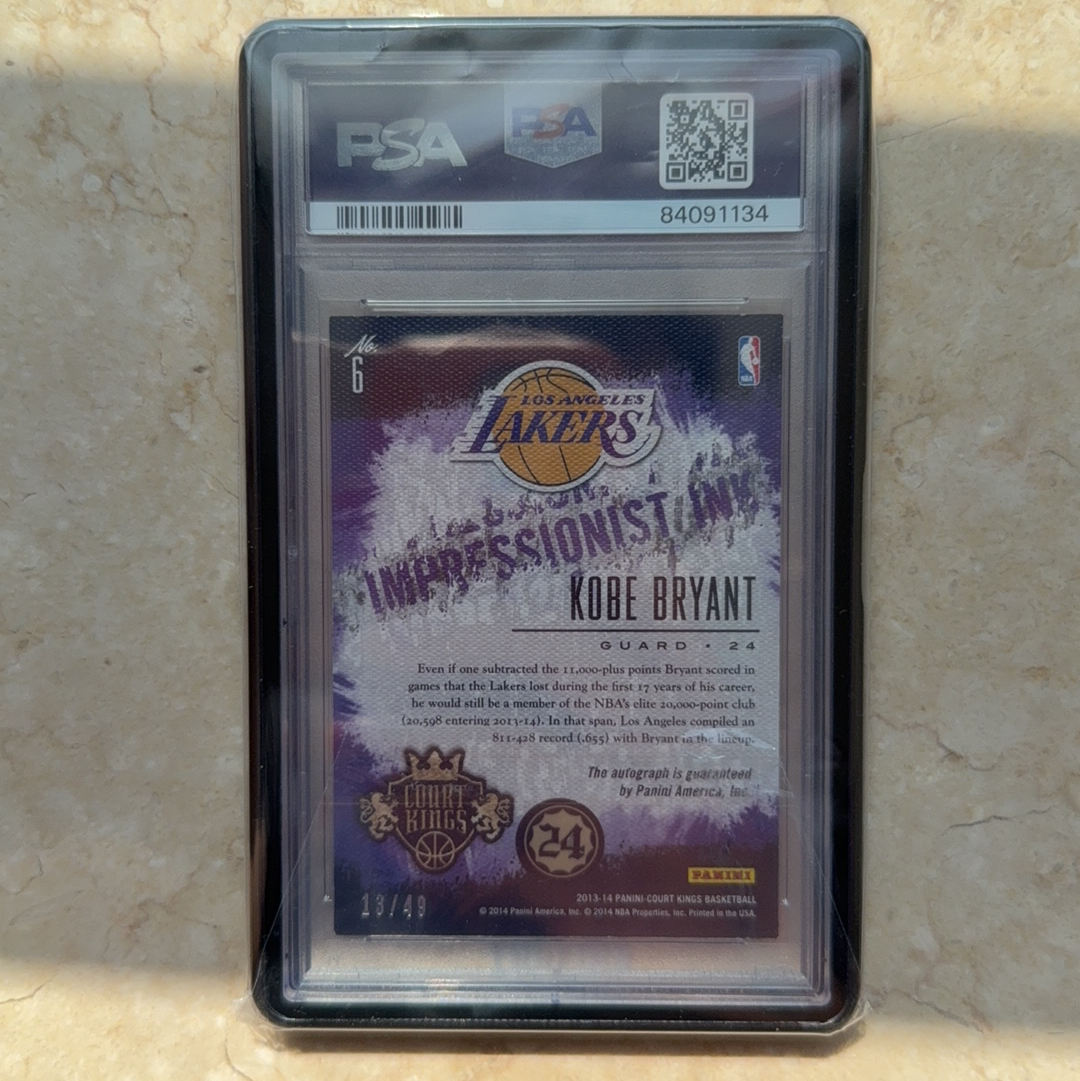 PSA
PSA
84091134
No.
6
NBA
LOS ANGELES
LAKERS
IMPRESSIONIST INK
KOBE BRYANT
GUARD • 24
Even if one subtracted the 11,000-plus points Bryant scored in
games that the Lakers lost during the first 17 years of his career,
he would still be a member of the NBA's elite 20,000-point club
(20,598 entering 2013-14). In that span, Los Angeles compiled an
811-428 record (.655) with Bryant in the lineup.
The autograph is guaranteed
by Panini America, Inc.
COURT
KINGS
24
PANINI
2013-14 PANINI-COURT KINGS BASKETBALL
© 2014 Panini America, Inc. © 2014 NBA Properties, Inc. Printed in the USA.
13/49